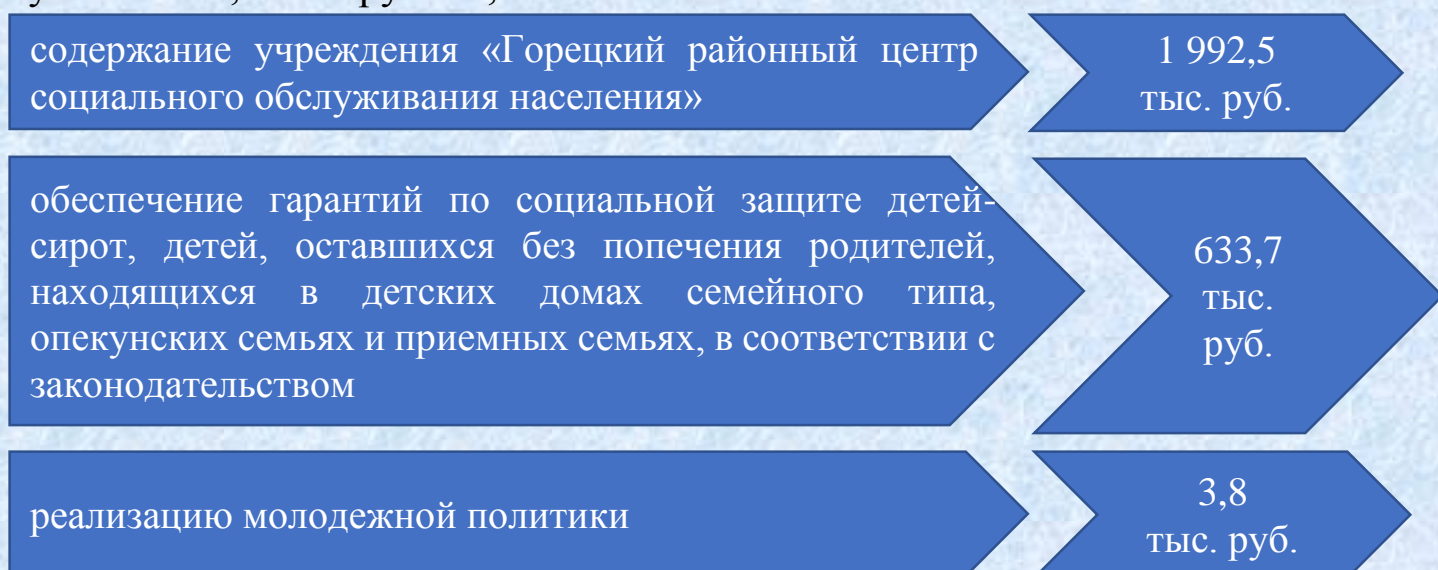 содержание учреждения «Горецкий районный центр
социального обслуживания населения»
1 992,5
тыс. руб.
обеспечение гарантий по социальной защите детей-
сирот, детей, оставшихся без попечения родителей,
находящихся в детских домах семейного типа,
опекунских семьях и приемных семьях, в соответствии с
законодательством
633,7
тыс.
руб.
реализацию молодежной политики
3,8
тыс. руб.